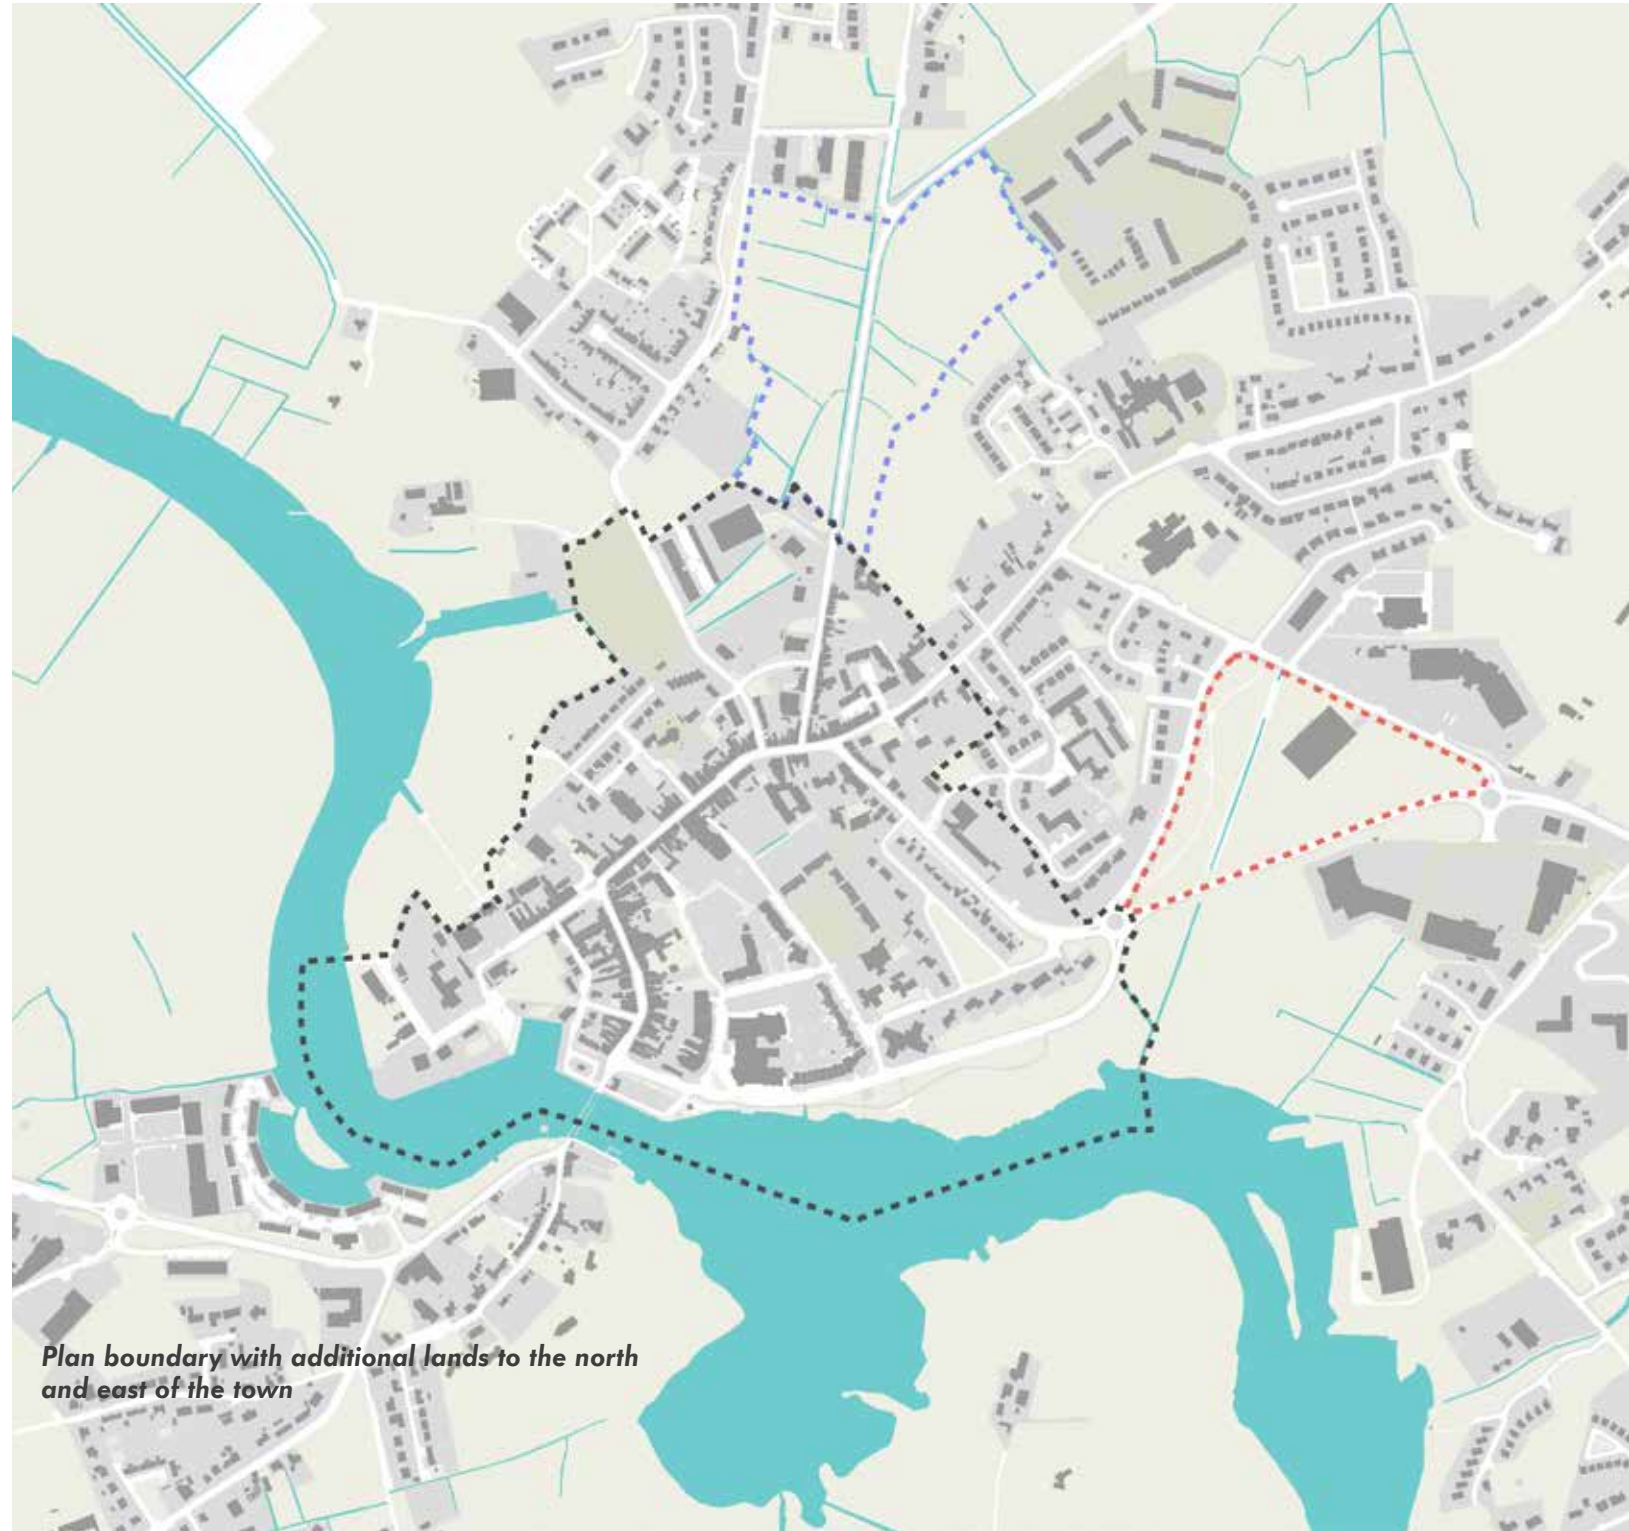 Plan boundary with additional lands to the north
and east of the town